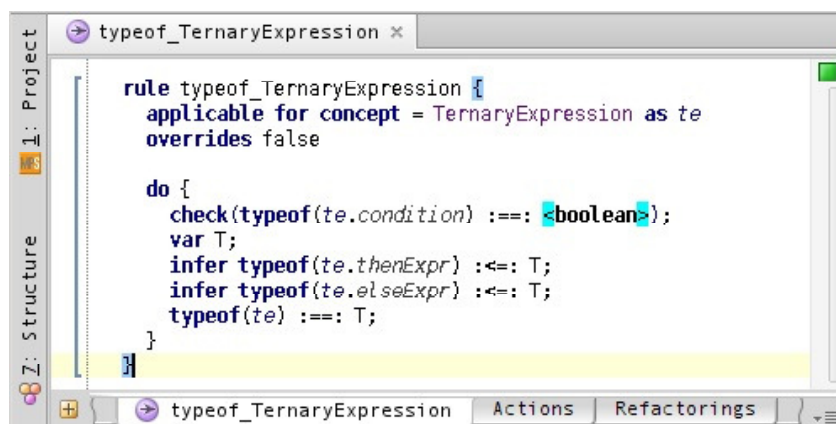 typeof_TernaryExpression ×
1: Project
MPS
Z: Structure
rule typeof_TernaryExpression {
applicable for concept = TernaryExpression as te
overrides false
do {
check(typeof(te.condition) :==: <boolean>);
var T;
infer typeof(te.thenExpr) :<=: T;
infer typeof(te.elseExpr) :<=: T;
typeof(te) :==: T;
}
}
typeof_TernaryExpression Actions Refactorings